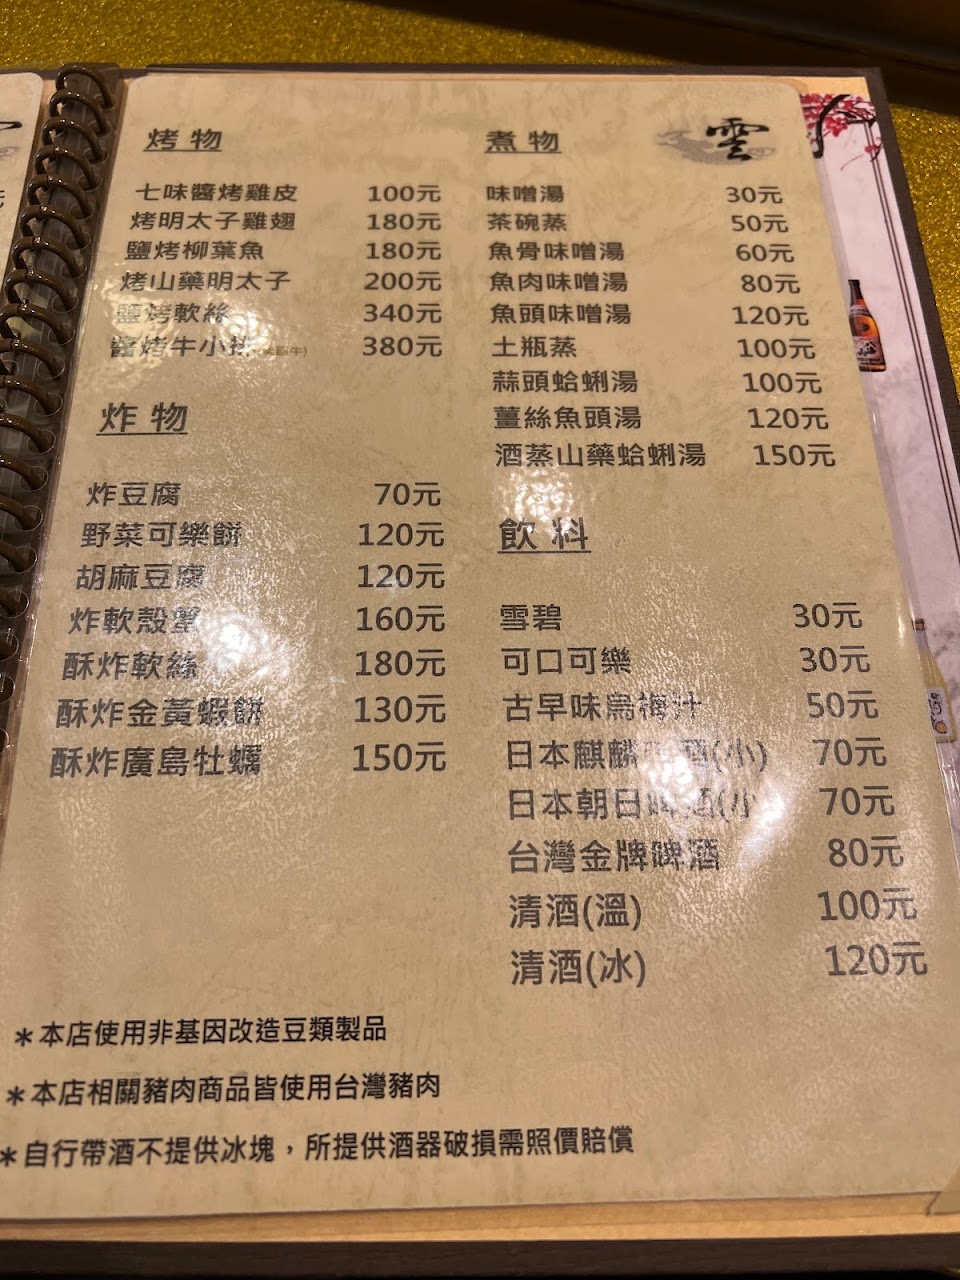 烤物
七味醬烤雞皮 100元
烤明太子雞翅 180元
鹽烤柳葉魚 180元
烤山藥明太子 200元
鹽烤軟絲 340元
醬烤牛小排 380元
炸物
炸豆腐 70元
野菜可樂餅 120元
胡麻豆腐 120元
炸軟殼蟹 160元
酥炸軟絲 180元
酥炸金黃蝦餅 130元
酥炸廣島牡蠣 150元
雲
煮物
味噌湯 30元
茶碗蒸 50元
魚骨味噌湯 60元
魚肉味噌湯 80元
魚頭味噌湯 120元
土瓶蒸 100元
蒜頭蛤蜊湯 100元
薑絲魚頭湯 120元
酒蒸山藥蛤蜊湯 150元
飲料
雪碧 30元
可口可樂 30元
古早味烏梅汁 50元
日本麒麟啤酒(小) 70元
日本朝日啤酒(小 70元
台灣金牌啤酒 80元
清酒(溫) 100元
清酒(冰) 120元
＊本店使用非基因改造豆類製品
＊本店相關豬肉商品皆使用台灣豬肉
＊自行帶酒不提供冰塊，所提供酒器破損需照價賠償